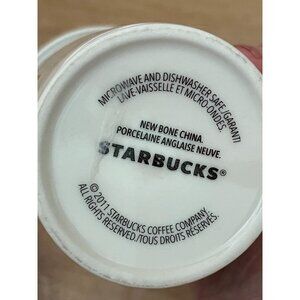 MICROWAVE AND DISHWASHER SAFE./GARANTI
LAVE-VAISSELLE ET MICRO-ONDES.
NEW BONE CHINA.
PORCELAINE ANGLAISE NEUVE.
STARBUCKS®
© 2011 STARBUCKS COFFEE COMPANY.
ALL RIGHTS RESERVED./TOUS DROITS RÉSERVÉS.